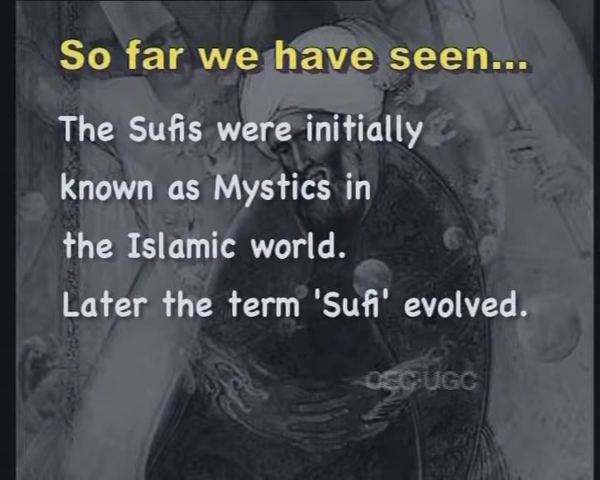 So far we have seen...
The Sufis were initially
known as Mystics in
the Islamic world.
Later the term 'Sufi' evolved.
CEC-UGC